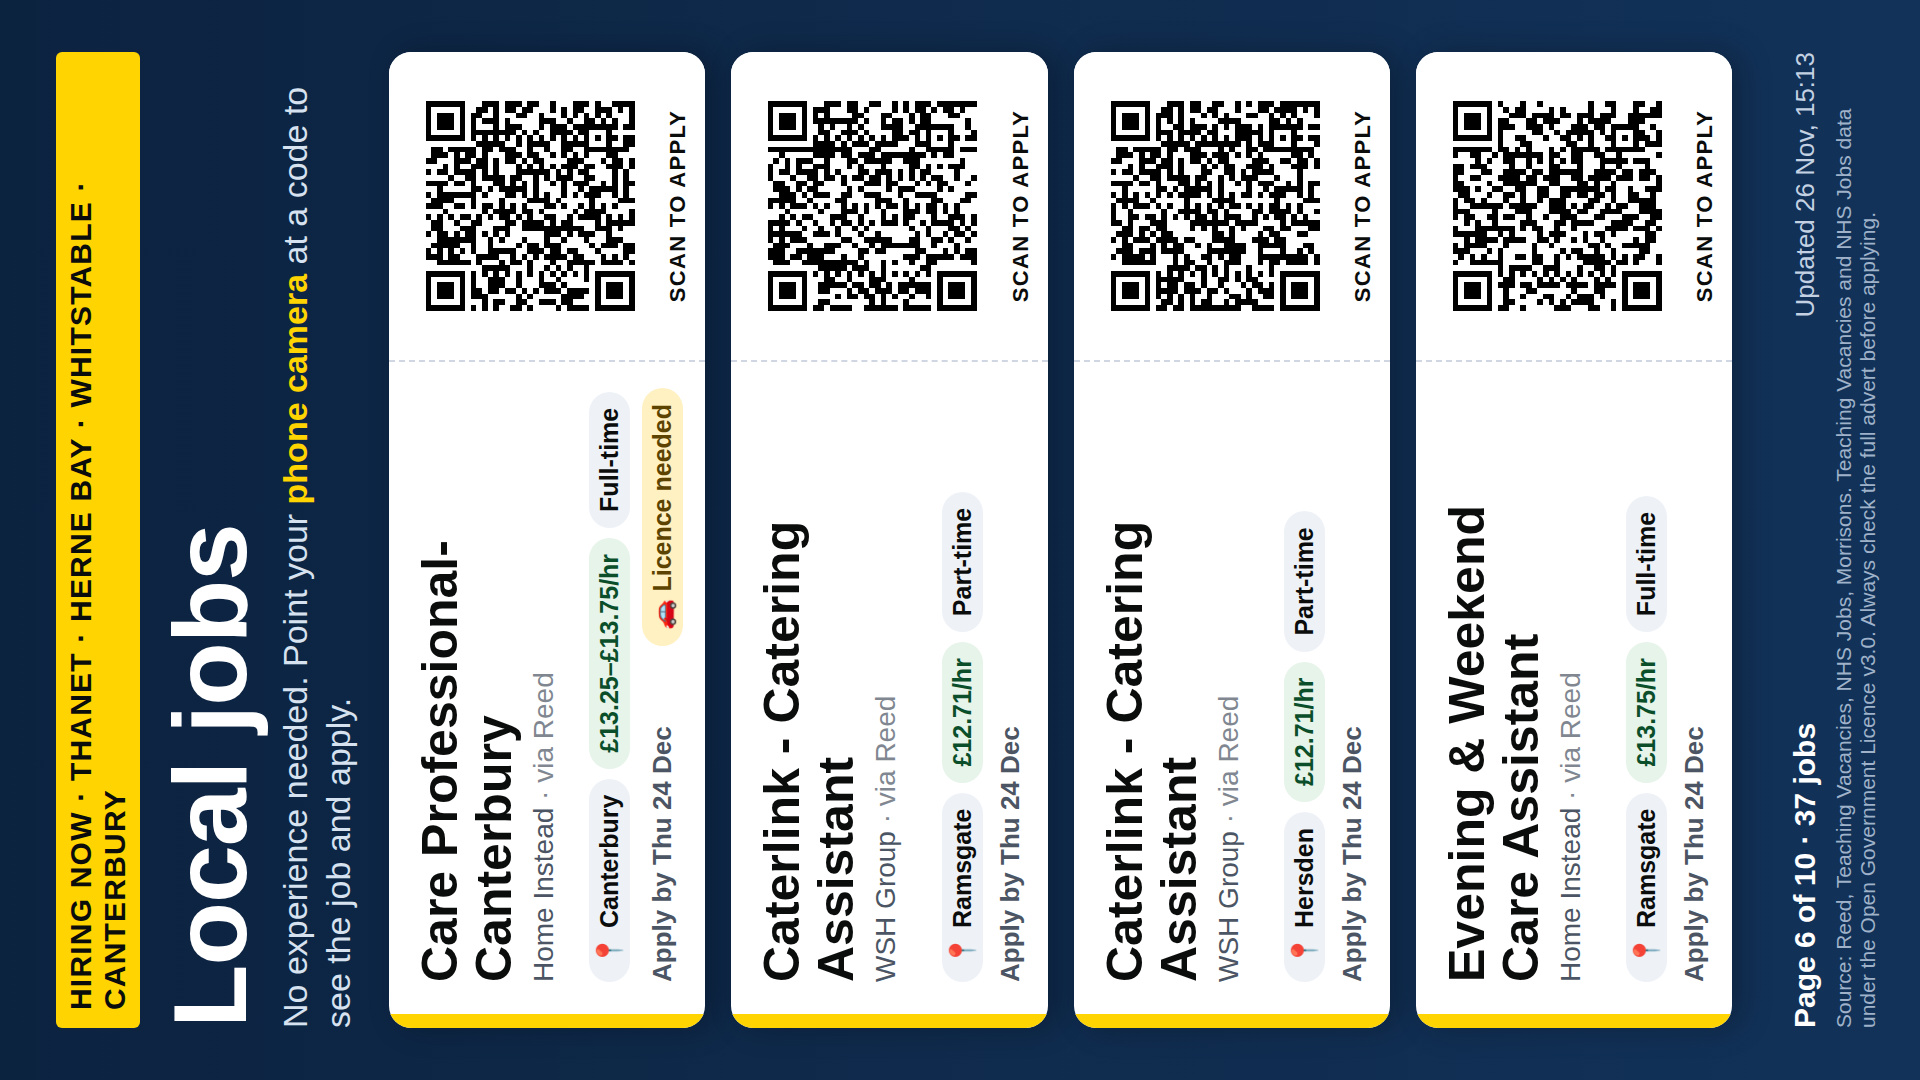 HIRING NOW · THANET · HERNE BAY · WHITSTABLE ·
CANTERBURY
Local jobs
No experience needed. Point your phone camera at a code to
see the job and apply.
Care Professional-
Canterbury
Home Instead · via Reed
📍 Canterbury £13.25–£13.75/hr Full-time
Apply by Thu 24 Dec 🚗 Licence needed
SCAN TO APPLY
Caterlink - Catering
Assistant
WSH Group · via Reed
📍 Ramsgate £12.71/hr Part-time
Apply by Thu 24 Dec
SCAN TO APPLY
Caterlink - Catering
Assistant
WSH Group · via Reed
📍 Hersden £12.71/hr Part-time
Apply by Thu 24 Dec
SCAN TO APPLY
Evening & Weekend
Care Assistant
Home Instead · via Reed
📍 Ramsgate £13.75/hr Full-time
Apply by Thu 24 Dec
SCAN TO APPLY
Page 6 of 10 · 37 jobs
Updated 26 Nov, 15:13
Source: Reed, Teaching Vacancies, NHS Jobs, Morrisons. Teaching Vacancies and NHS Jobs data
under the Open Government Licence v3.0. Always check the full advert before applying.